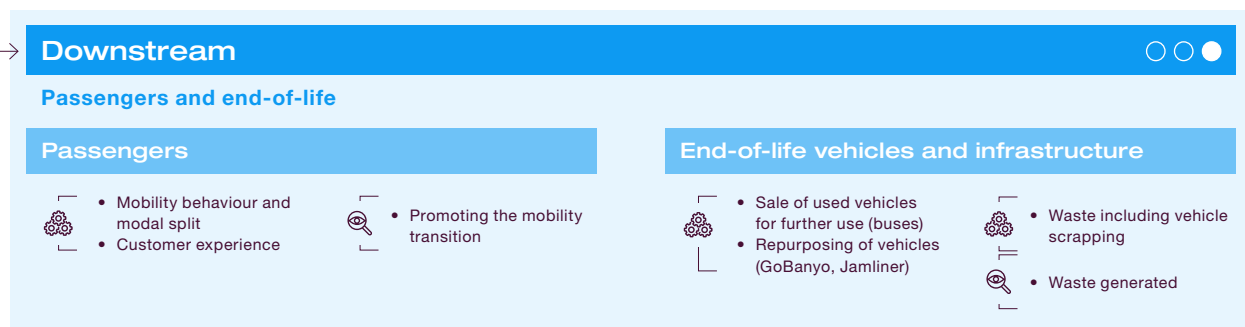 Downstream
Passengers and end-of-life
Passengers
• Mobility behaviour and
modal split
• Customer experience
• Promoting the mobility
transition
End-of-life vehicles and infrastructure
• Sale of used vehicles
for further use (buses)
• Repurposing of vehicles
(GoBanyo, Jamliner)
• Waste including vehicle
scrapping
• Waste generated